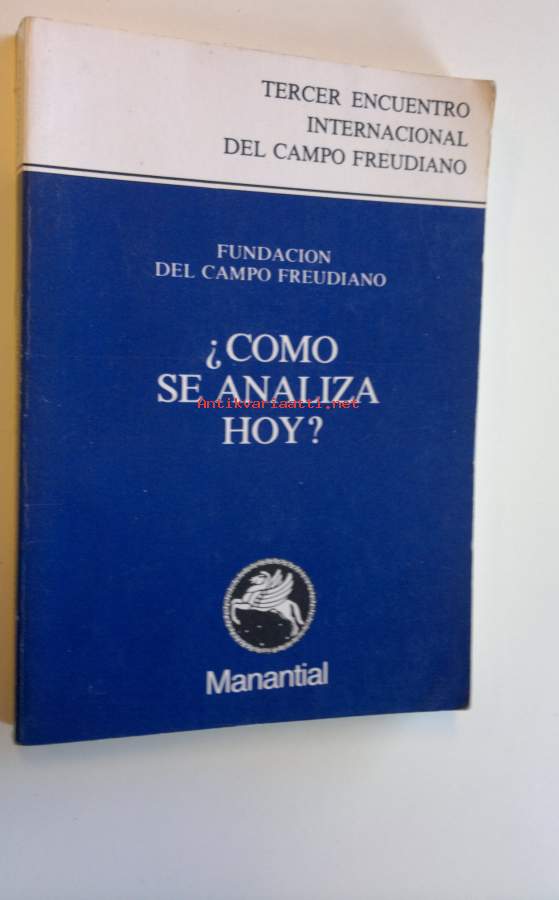 TERCER ENCUENTRO
INTERNACIONAL
DEL CAMPO FREUDIANO
FUNDACION
DEL CAMPO FREUDIANO
¿COMO
SE ANALIZA
HOY?
Antikvariaatti.net
Manantial